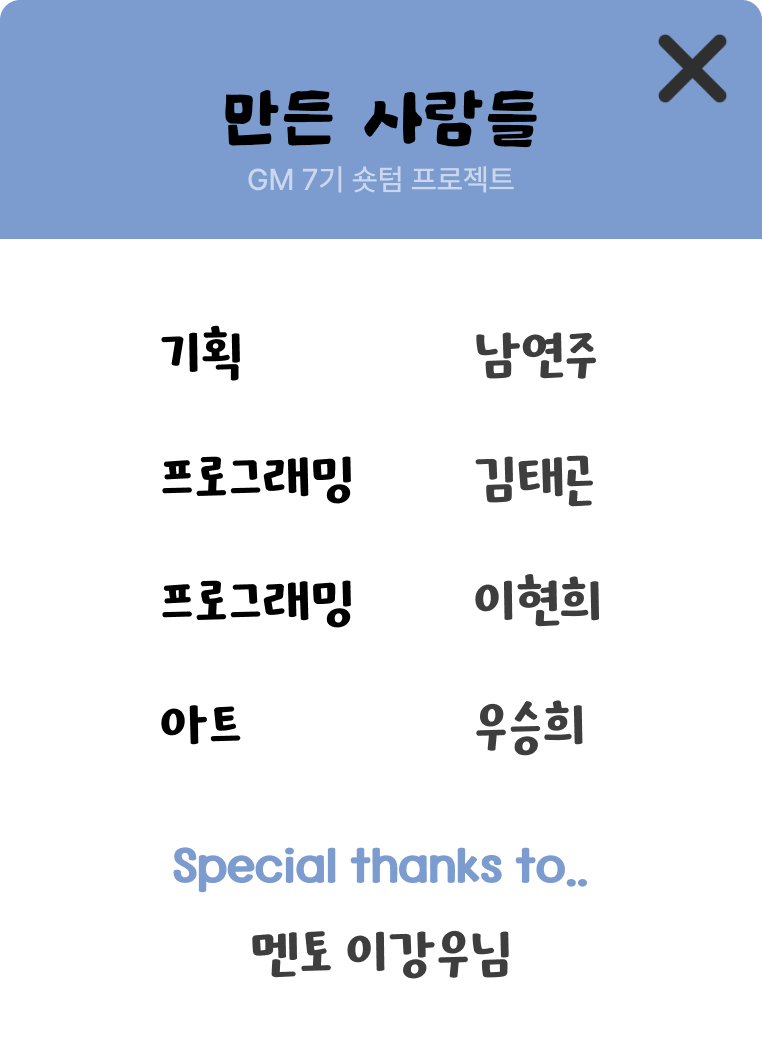 만든 사람들
GM 7기 숏텀 프로젝트
기획 남연주
프로그래밍 김태곤
프로그래밍 이현희
아트 우승희
Special thanks to..
멘토 이강우님